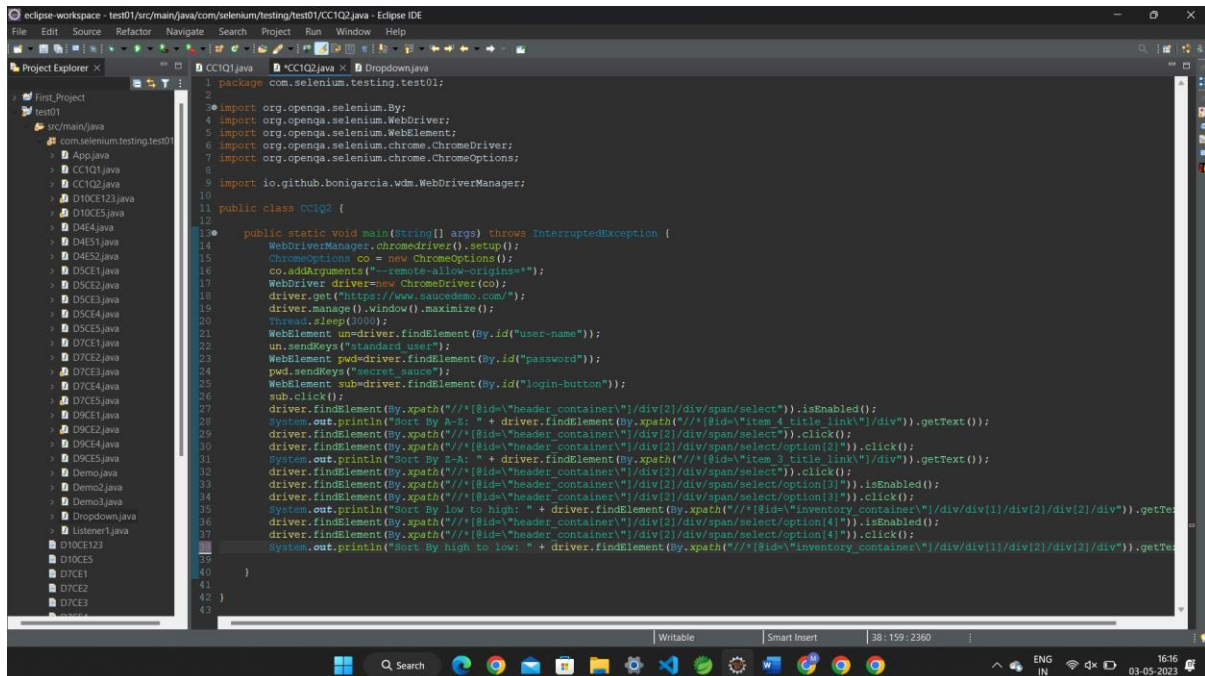 eclipse-workspace - test01/src/main/java/com/selenium/testing/test01/CC1Q2.java - Eclipse IDE
File Edit Source Refactor Navigate Search Project Run Window Help
Project Explorer
CC1Q1.java *CC1Q2.java Dropdown.java
First_Project
test01
src/main/java
com.selenium.testing.test01
App.java
CC1Q1.java
CC1Q2.java
D10CE123.java
D10CE5.java
D4E4.java
D4E51.java
D4E52.java
D5CE1.java
D5CE2.java
D5CE3.java
D5CE4.java
D5CE5.java
D7CE1.java
D7CE2.java
D7CE3.java
D7CE4.java
D7CE5.java
D9CE1.java
D9CE2.java
D9CE4.java
D9CE5.java
Demo.java
Demo2.java
Demo3.java
Dropdown.java
Listener1.java
D10CE123
D10CE5
D7CE1
D7CE2
D7CE3
1 package com.selenium.testing.test01;
2
3 import org.openqa.selenium.By;
4 import org.openqa.selenium.WebDriver;
5 import org.openqa.selenium.WebElement;
6 import org.openqa.selenium.chrome.ChromeDriver;
7 import org.openqa.selenium.chrome.ChromeOptions;
8
9 import io.github.bonigarcia.wdm.WebDriverManager;
10
11 public class CC1Q2 {
12
13 public static void main(String[] args) throws InterruptedException {
14 WebDriverManager.chromedriver().setup();
15 ChromeOptions co = new ChromeOptions();
16 co.addArguments("--remote-allow-origins=*");
17 WebDriver driver=new ChromeDriver(co);
18 driver.get("https://www.saucedemo.com/");
19 driver.manage().window().maximize();
20 Thread.sleep(3000);
21 WebElement un=driver.findElement(By.id("user-name"));
22 un.sendKeys("standard_user");
23 WebElement pwd=driver.findElement(By.id("password"));
24 pwd.sendKeys("secret_sauce");
25 WebElement sub=driver.findElement(By.id("login-button"));
26 sub.click();
27 driver.findElement(By.xpath("//*[@id=\"header_container\"]/div[2]/div/span/select")).isEnabled();
28 System.out.println("Sort By A-Z: " + driver.findElement(By.xpath("//*[@id=\"item_4_title_link\"]/div")).getText());
29 driver.findElement(By.xpath("//*[@id=\"header_container\"]/div[2]/div/span/select")).click();
30 driver.findElement(By.xpath("//*[@id=\"header_container\"]/div[2]/div/span/select/option[2]")).click();
31 System.out.println("Sort By Z-A: " + driver.findElement(By.xpath("//*[@id=\"item_3_title_link\"]/div")).getText());
32 driver.findElement(By.xpath("//*[@id=\"header_container\"]/div[2]/div/span/select")).click();
33 driver.findElement(By.xpath("//*[@id=\"header_container\"]/div[2]/div/span/select/option[3]")).isEnabled();
34 driver.findElement(By.xpath("//*[@id=\"header_container\"]/div[2]/div/span/select/option[3]")).click();
35 System.out.println("Sort By low to high: " + driver.findElement(By.xpath("//*[@id=\"inventory_container\"]/div/div[1]/div[2]/div[2]/div")).getTe
36 driver.findElement(By.xpath("//*[@id=\"header_container\"]/div[2]/div/span/select/option[4]")).isEnabled();
37 driver.findElement(By.xpath("//*[@id=\"header_container\"]/div[2]/div/span/select/option[4]")).click();
System.out.println("Sort By high to low: " + driver.findElement(By.xpath("//*[@id=\"inventory_container\"]/div/div[1]/div[2]/div[2]/div")).getTe
39
40 }
41
42 }
43
Writable Smart Insert 38 : 159 : 2360
Search
ENG 16:16
IN 03-05-2023